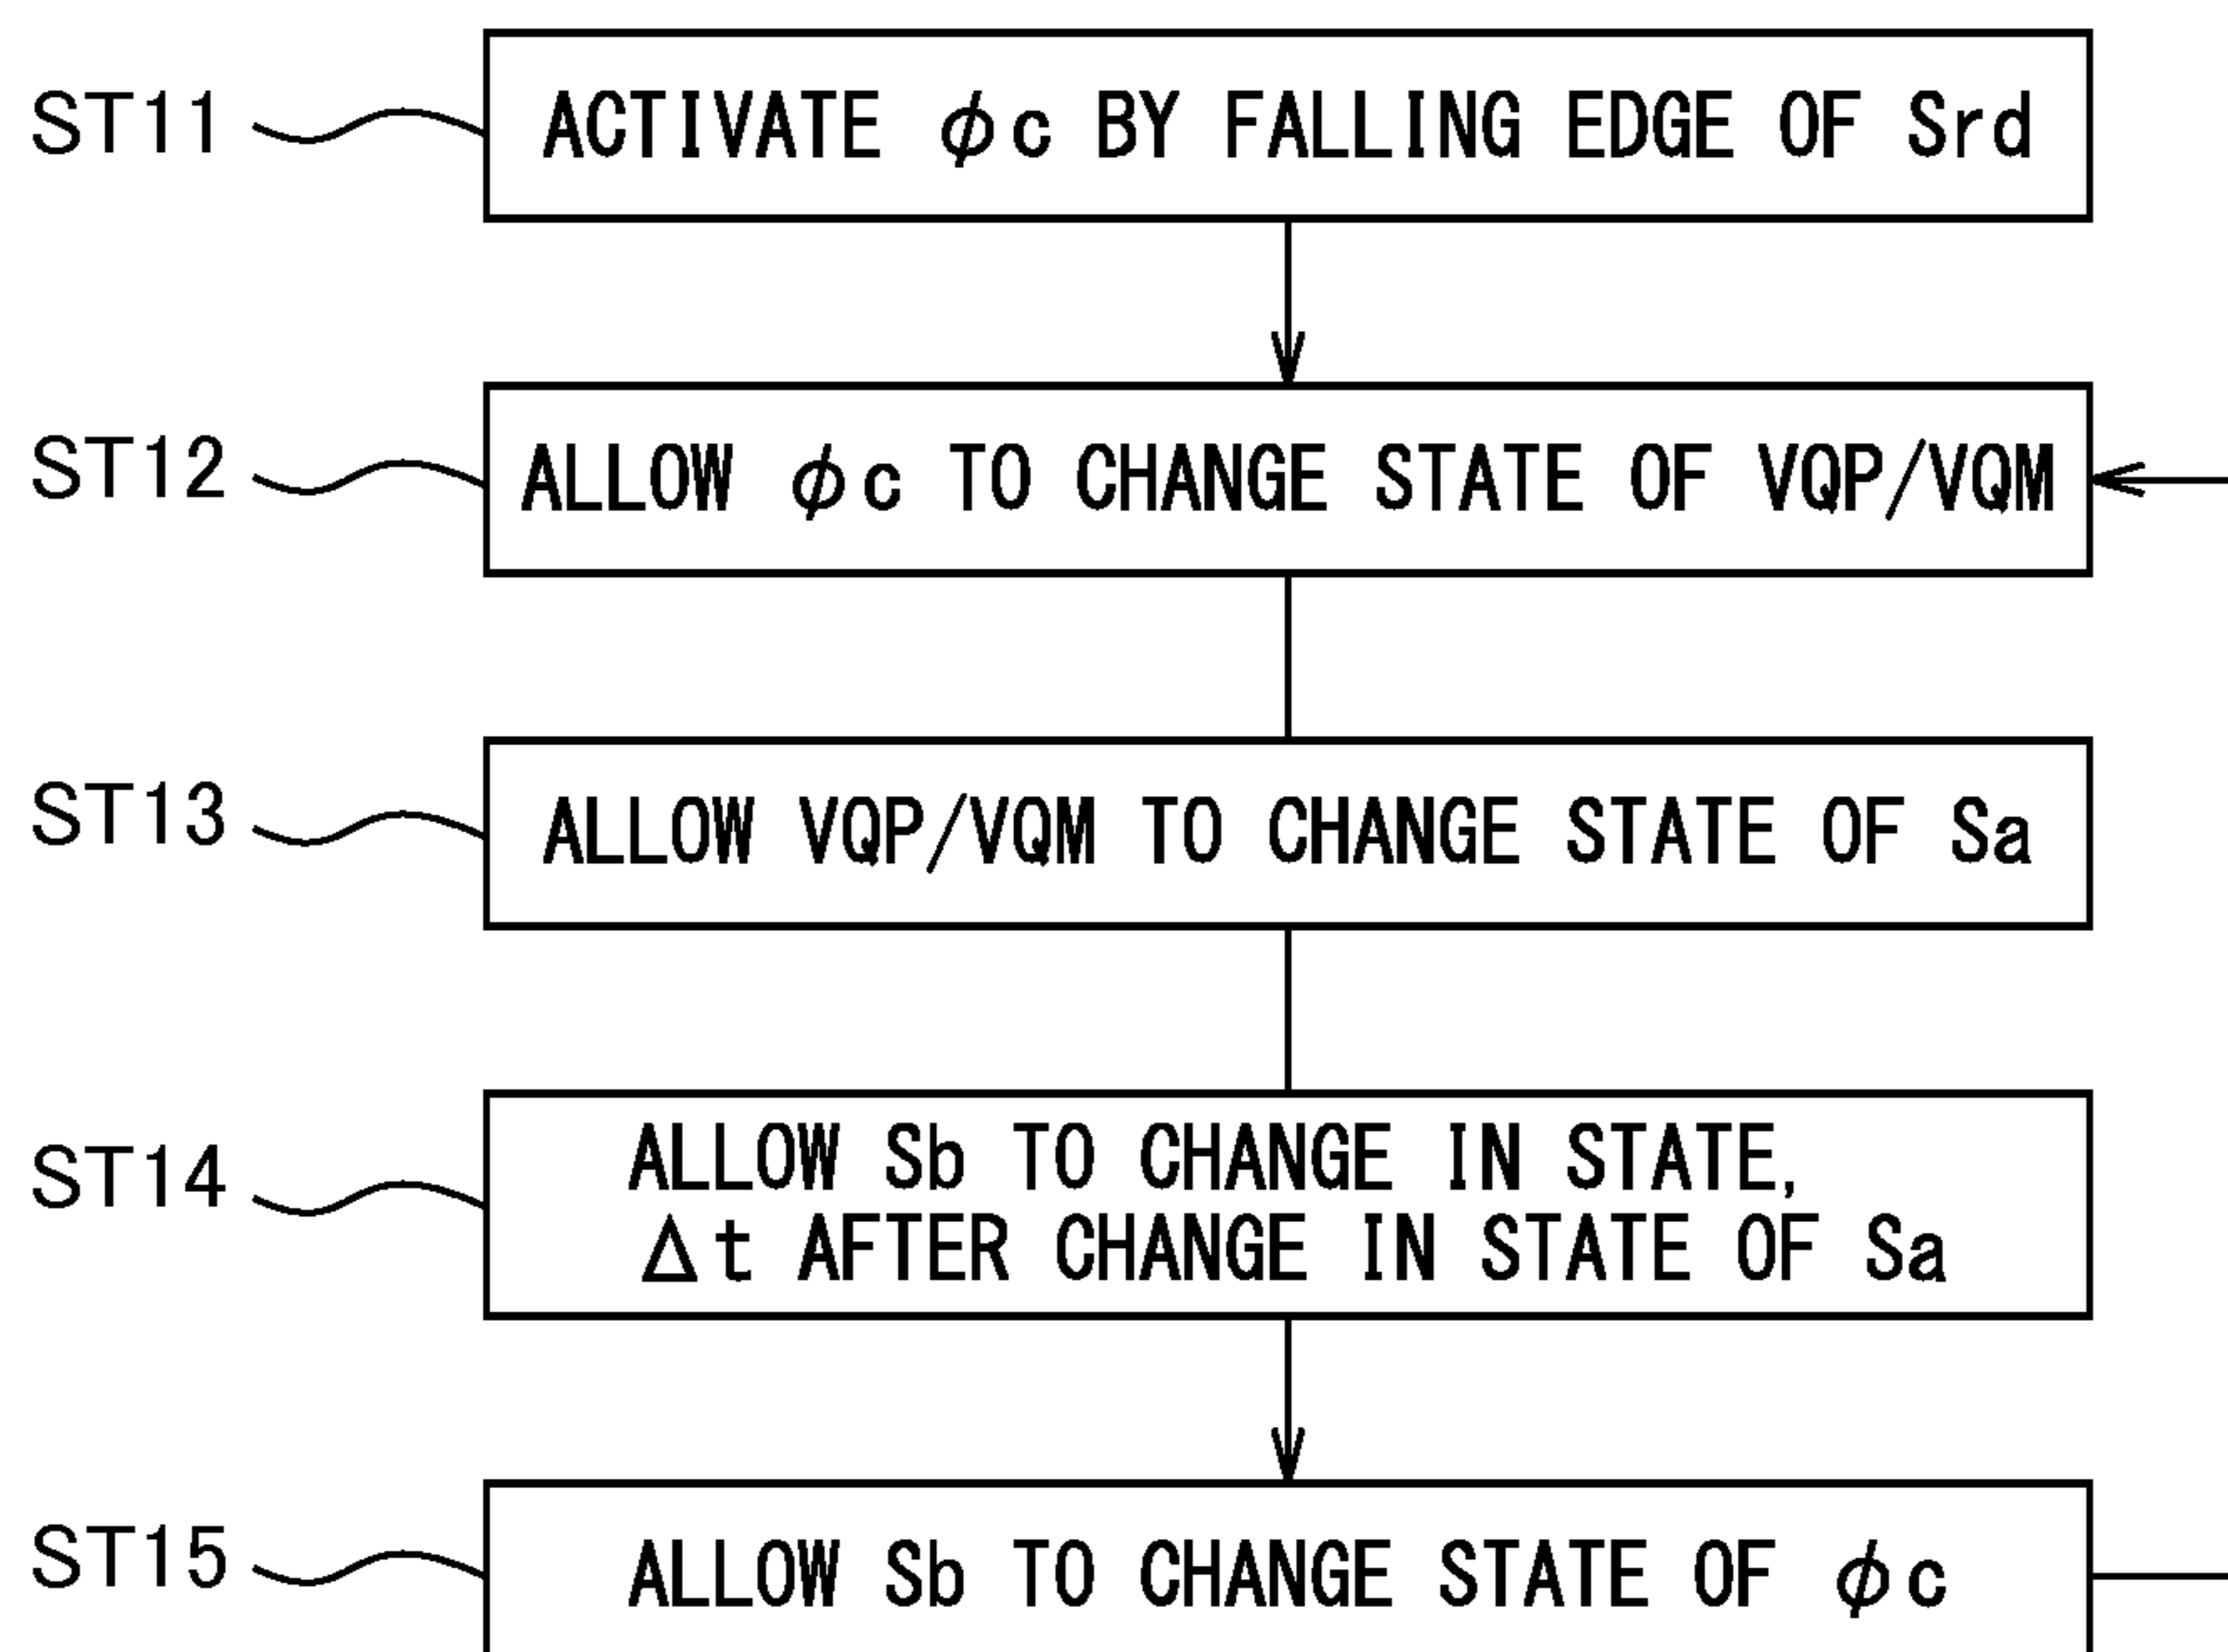 ST11
ACTIVATE ϕc BY FALLING EDGE OF Srd
ST12
ALLOW ϕc TO CHANGE STATE OF VQP/VQM
ST13
ALLOW VQP/VQM TO CHANGE STATE OF Sa
ST14
ALLOW Sb TO CHANGE IN STATE,
Δt AFTER CHANGE IN STATE OF Sa
ST15
ALLOW Sb TO CHANGE STATE OF ϕc